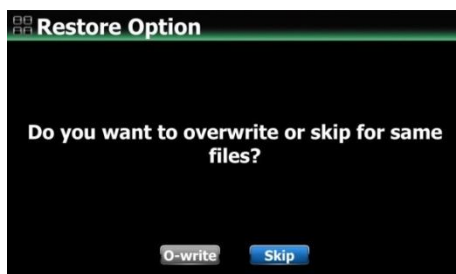 Restore Option
Do you want to overwrite or skip for same
files?
O-write Skip